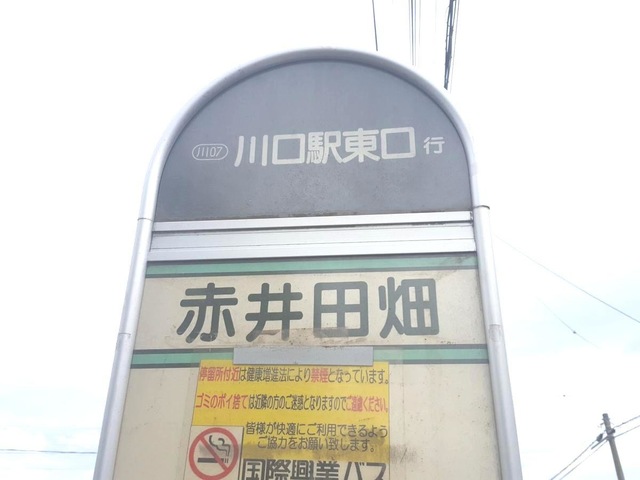 川07 川口駅東口 行
赤井田畑
停留所付近は健康増進法により禁煙となっています。
ゴミのポイ捨ては近隣の方のご迷惑となりますのでご遠慮ください。
皆様が快適にご利用できるよう
ご協力をお願い致します。
国際興業バス